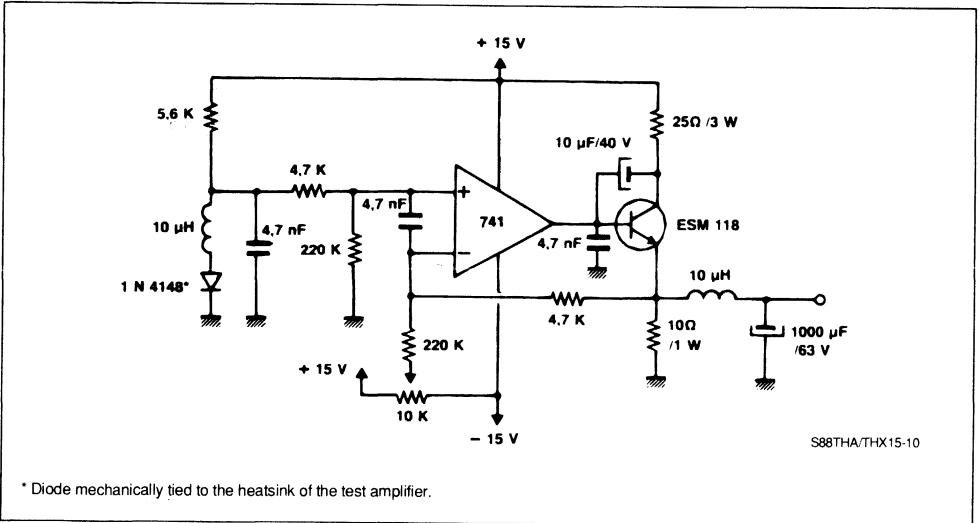 + 15 V
5,6 K
25Ω /3 W
10 µF/40 V
4,7 K
4,7 nF
+
741
ESM 118
10 µH
4,7 nF
220 K
4,7 nF
−
10 µH
1 N 4148*
4,7 K
10Ω
/1 W
1000 µF
/63 V
220 K
+ 15 V
10 K
− 15 V
S88THA/THX15-10
* Diode mechanically tied to the heatsink of the test amplifier.